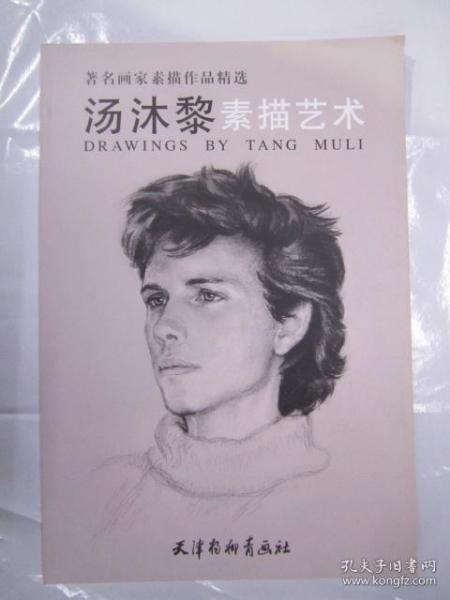 著名画家素描作品精选
汤沐黎素描艺术
DRAWINGS BY TANG MULI
天津杨柳青画社
孔夫子旧书网
www.kongfz.com